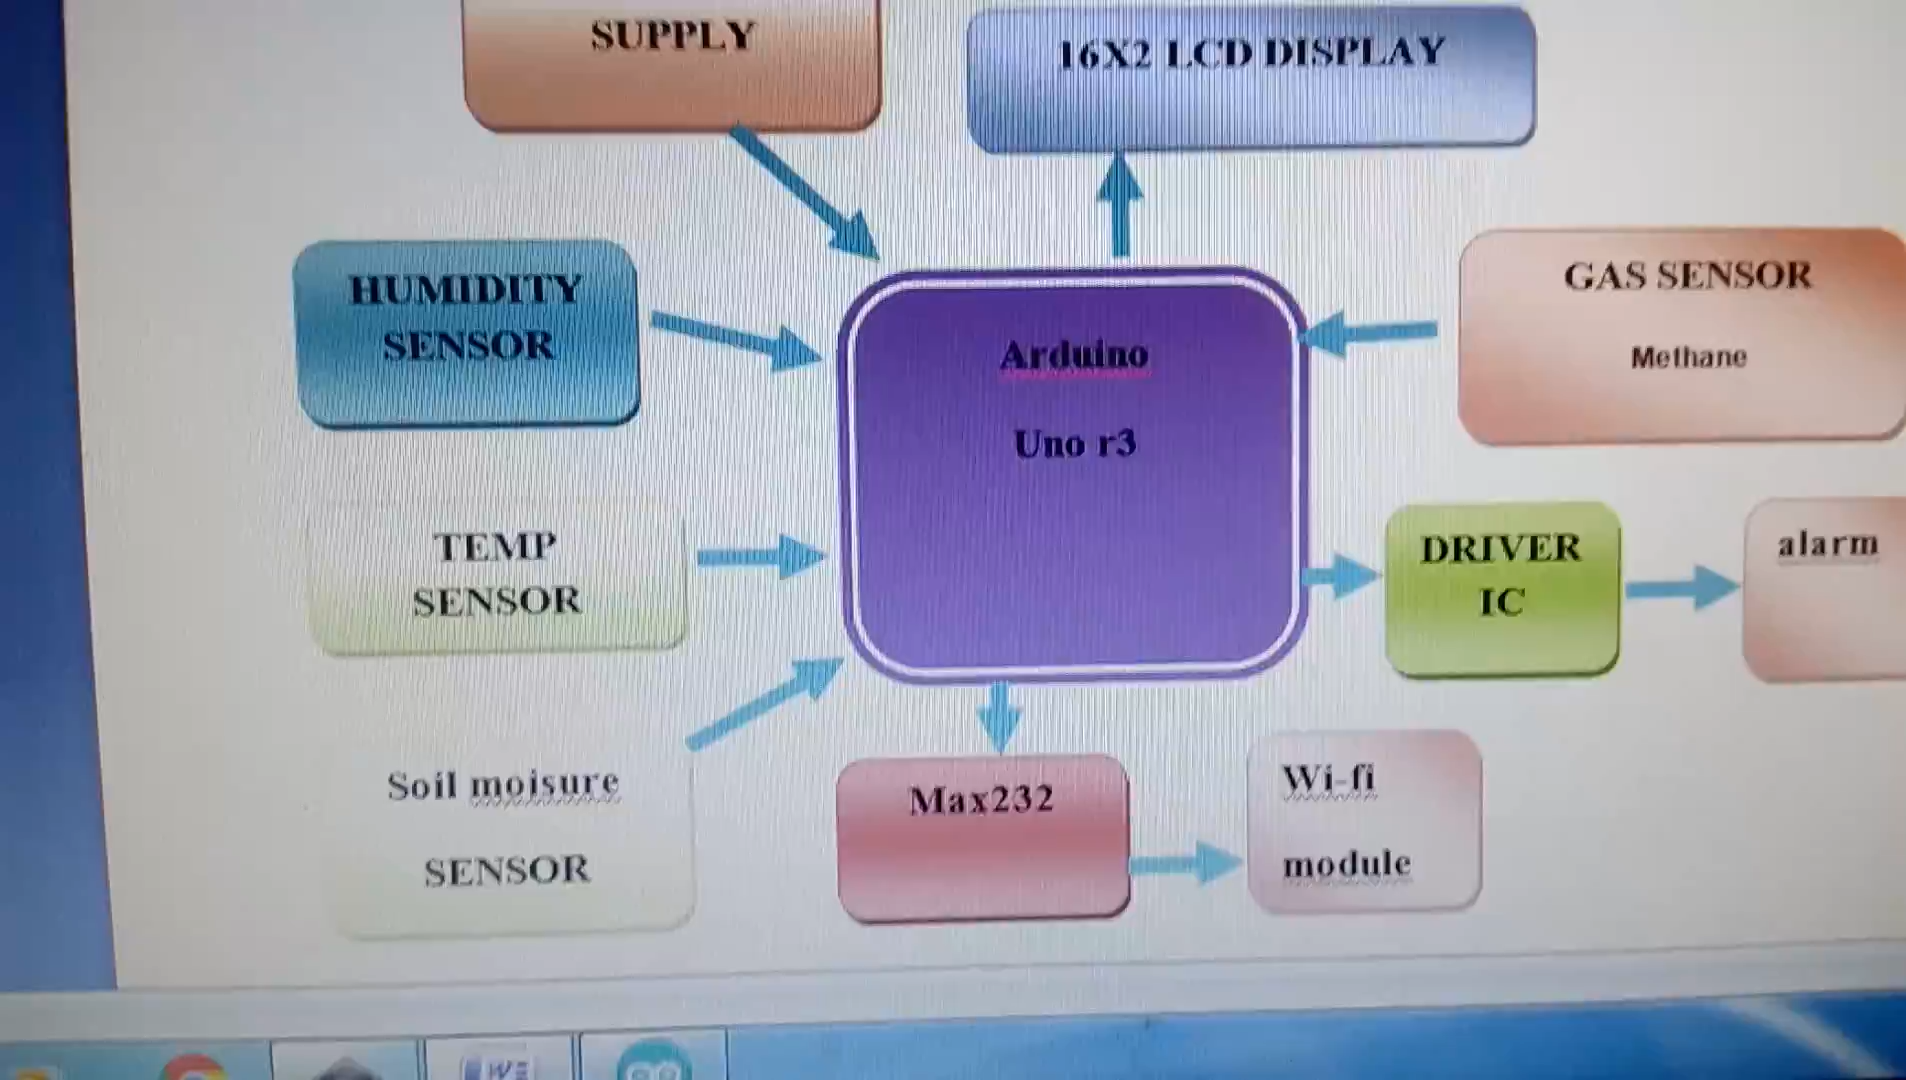 SUPPLY
16X2 LCD DISPLAY
HUMIDITY
SENSOR
Arduino
Uno r3
GAS SENSOR
Methane
TEMP
SENSOR
DRIVER
IC
alarm
Soil moisure
SENSOR
Max232
Wi-fi
module